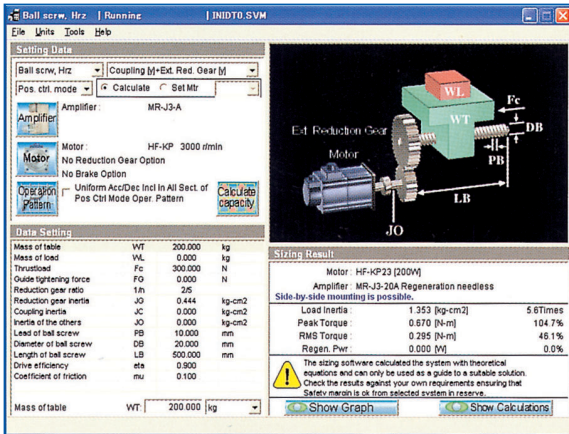 Ball scrw, Hrz | Running | INIDT0.SVM
File Units Tools Help
Setting Data
Ball scrw, Hrz Coupling [Y]+Ext. Red. Gear [Y]
Pos. ctrl. mode Calculate Set Mtr
Amplifier
Amplifier : MR-J3-A
Motor
Motor : HF-KP 3000 r/min
No Reduction Gear Option
No Brake Option
Operation Pattern
Uniform Acc/Dec Incl In All Sect. of
Pos Ctrl Mode Oper. Pattern
Calculate capacity
WL
WT
Fc
DB
PB
LB
Ext. Reduction Gear
Motor
JO
Data Setting
Mass of table WT 200.000 kg
Mass of load WL 0.000 kg
Thrustload Fc 300.000 N
Guide tightening force FG 0.000 N
Reduction gear ratio 1/n 2/5
Reduction gear inertia JG 0.444 kg-cm2
Coupling inertia JC 0.000 kg-cm2
Inertia of the others JO 0.000 kg-cm2
Lead of ball screw PB 10.000 mm
Diameter of ball screw DB 20.000 mm
Length of ball screw LB 500.000 mm
Drive efficiency eta 0.900
Coefficient of friction mu 0.100
Mass of table WT: 200.000 kg
Sizing Result
Motor : HF-KP23 [200W]
Amplifier : MR-J3-20A Regeneration needless
Side-by-side mounting is possible.
Load Inertia : 1.353 [kg-cm2] 5.6Times
Peak Torque : 0.670 [N-m] 104.7%
RMS Torque : 0.295 [N-m] 46.1%
Regen. Pwr : 0.000 [W] 0.0%
The sizing software calculated the system with theoretical
equations and can only be used as a guide to a suitable solution.
Check the results against your own requirements ensuring that
Safety margin is ok from selected system in reserve.
Show Graph Show Calculations